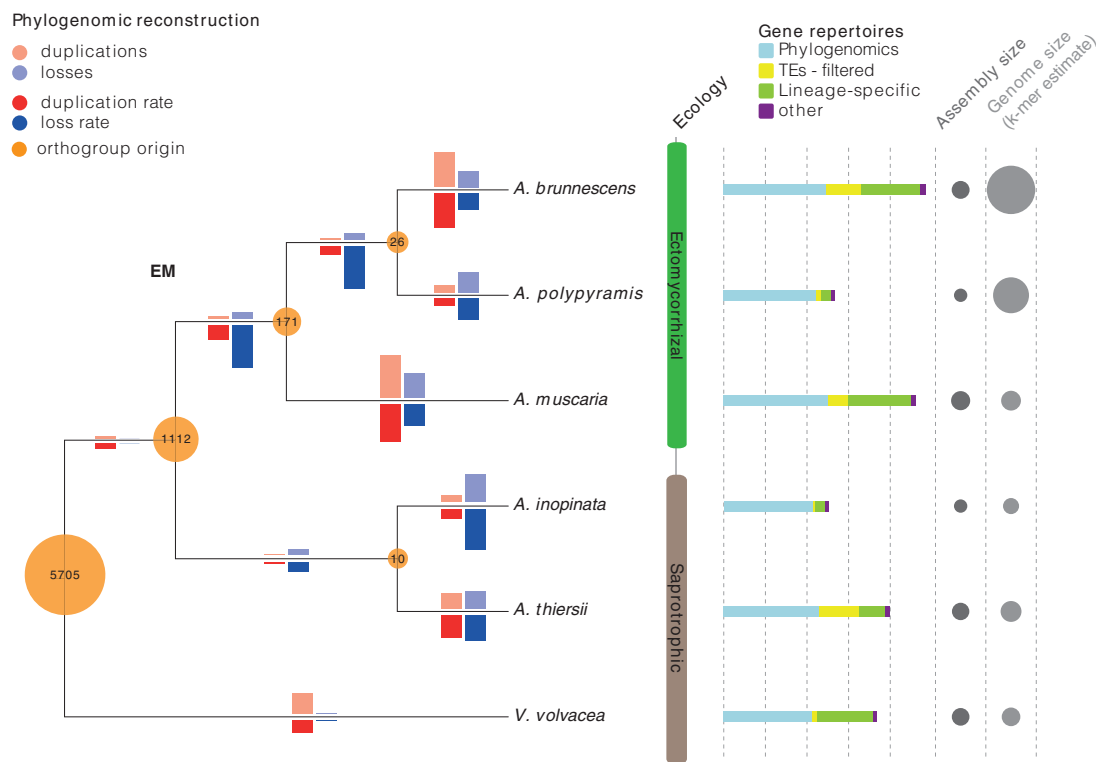 Phylogenomic reconstruction
duplications
losses
duplication rate
loss rate
orthogroup origin
Ecology
Gene repertoires
Phylogenomics
TEs - filtered
Lineage-specific
other
Assembly size
Genome size
(k-mer estimate)
EM
A. brunnescens
26
A. polypyramis
171
A. muscaria
1112
A. inopinata
10
A. thiersii
5705
V. volvacea
Ectomycorrhizal
Saprotrophic